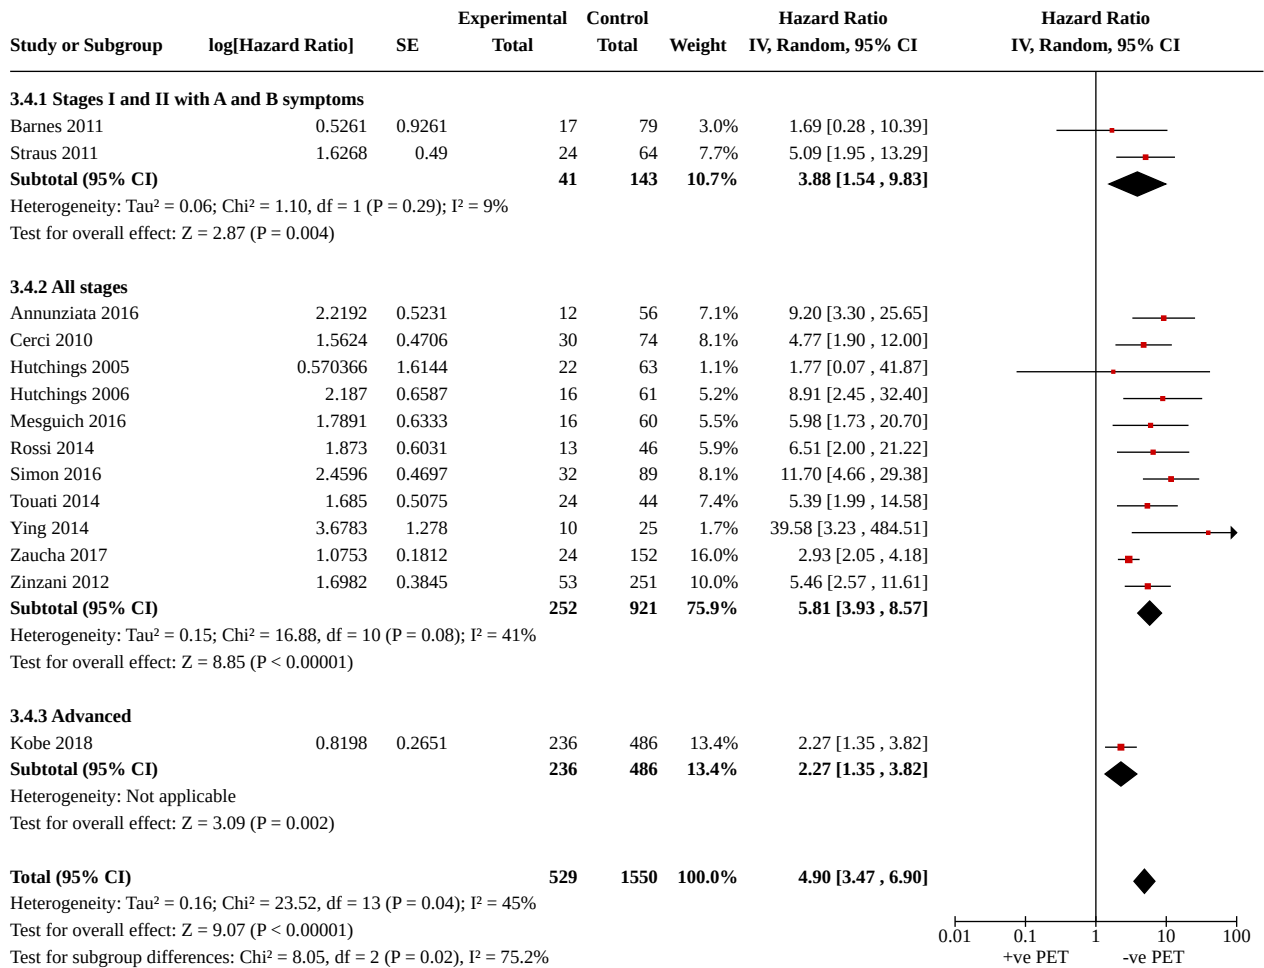 Experimental Control Hazard Ratio Hazard Ratio
Study or Subgroup log[Hazard Ratio] SE Total Total Weight IV, Random, 95% CI IV, Random, 95% CI
3.4.1 Stages I and II with A and B symptoms
Barnes 2011 0.5261 0.9261 17 79 3.0% 1.69 [0.28 , 10.39]
Straus 2011 1.6268 0.49 24 64 7.7% 5.09 [1.95 , 13.29]
Subtotal (95% CI) 41 143 10.7% 3.88 [1.54 , 9.83]
Heterogeneity: Tau² = 0.06; Chi² = 1.10, df = 1 (P = 0.29); I² = 9%
Test for overall effect: Z = 2.87 (P = 0.004)
3.4.2 All stages
Annunziata 2016 2.2192 0.5231 12 56 7.1% 9.20 [3.30 , 25.65]
Cerci 2010 1.5624 0.4706 30 74 8.1% 4.77 [1.90 , 12.00]
Hutchings 2005 0.570366 1.6144 22 63 1.1% 1.77 [0.07 , 41.87]
Hutchings 2006 2.187 0.6587 16 61 5.2% 8.91 [2.45 , 32.40]
Mesguich 2016 1.7891 0.6333 16 60 5.5% 5.98 [1.73 , 20.70]
Rossi 2014 1.873 0.6031 13 46 5.9% 6.51 [2.00 , 21.22]
Simon 2016 2.4596 0.4697 32 89 8.1% 11.70 [4.66 , 29.38]
Touati 2014 1.685 0.5075 24 44 7.4% 5.39 [1.99 , 14.58]
Ying 2014 3.6783 1.278 10 25 1.7% 39.58 [3.23 , 484.51]
Zaucha 2017 1.0753 0.1812 24 152 16.0% 2.93 [2.05 , 4.18]
Zinzani 2012 1.6982 0.3845 53 251 10.0% 5.46 [2.57 , 11.61]
Subtotal (95% CI) 252 921 75.9% 5.81 [3.93 , 8.57]
Heterogeneity: Tau² = 0.15; Chi² = 16.88, df = 10 (P = 0.08); I² = 41%
Test for overall effect: Z = 8.85 (P < 0.00001)
3.4.3 Advanced
Kobe 2018 0.8198 0.2651 236 486 13.4% 2.27 [1.35 , 3.82]
Subtotal (95% CI) 236 486 13.4% 2.27 [1.35 , 3.82]
Heterogeneity: Not applicable
Test for overall effect: Z = 3.09 (P = 0.002)
Total (95% CI) 529 1550 100.0% 4.90 [3.47 , 6.90]
Heterogeneity: Tau² = 0.16; Chi² = 23.52, df = 13 (P = 0.04); I² = 45%
Test for overall effect: Z = 9.07 (P < 0.00001) 0.01 0.1 1 10 100
Test for subgroup differences: Chi² = 8.05, df = 2 (P = 0.02), I² = 75.2% +ve PET -ve PET